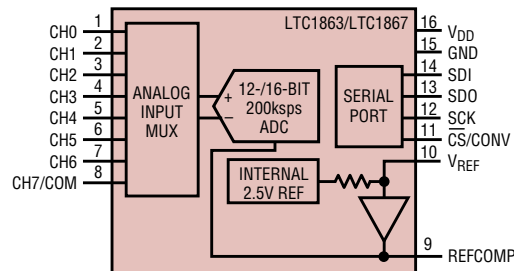 LTC1863/LTC1867
CH0 1
CH1 2
CH2 3
CH3 4
CH4 5
CH5 6
CH6 7
CH7/COM 8
ANALOG
INPUT
MUX
+
–
12-/16-BIT
200ksps
ADC
SERIAL
PORT
INTERNAL
2.5V REF
16 VDD
15 GND
14 SDI
13 SDO
12 SCK
11 CS/CONV
10 VREF
9 REFCOMP